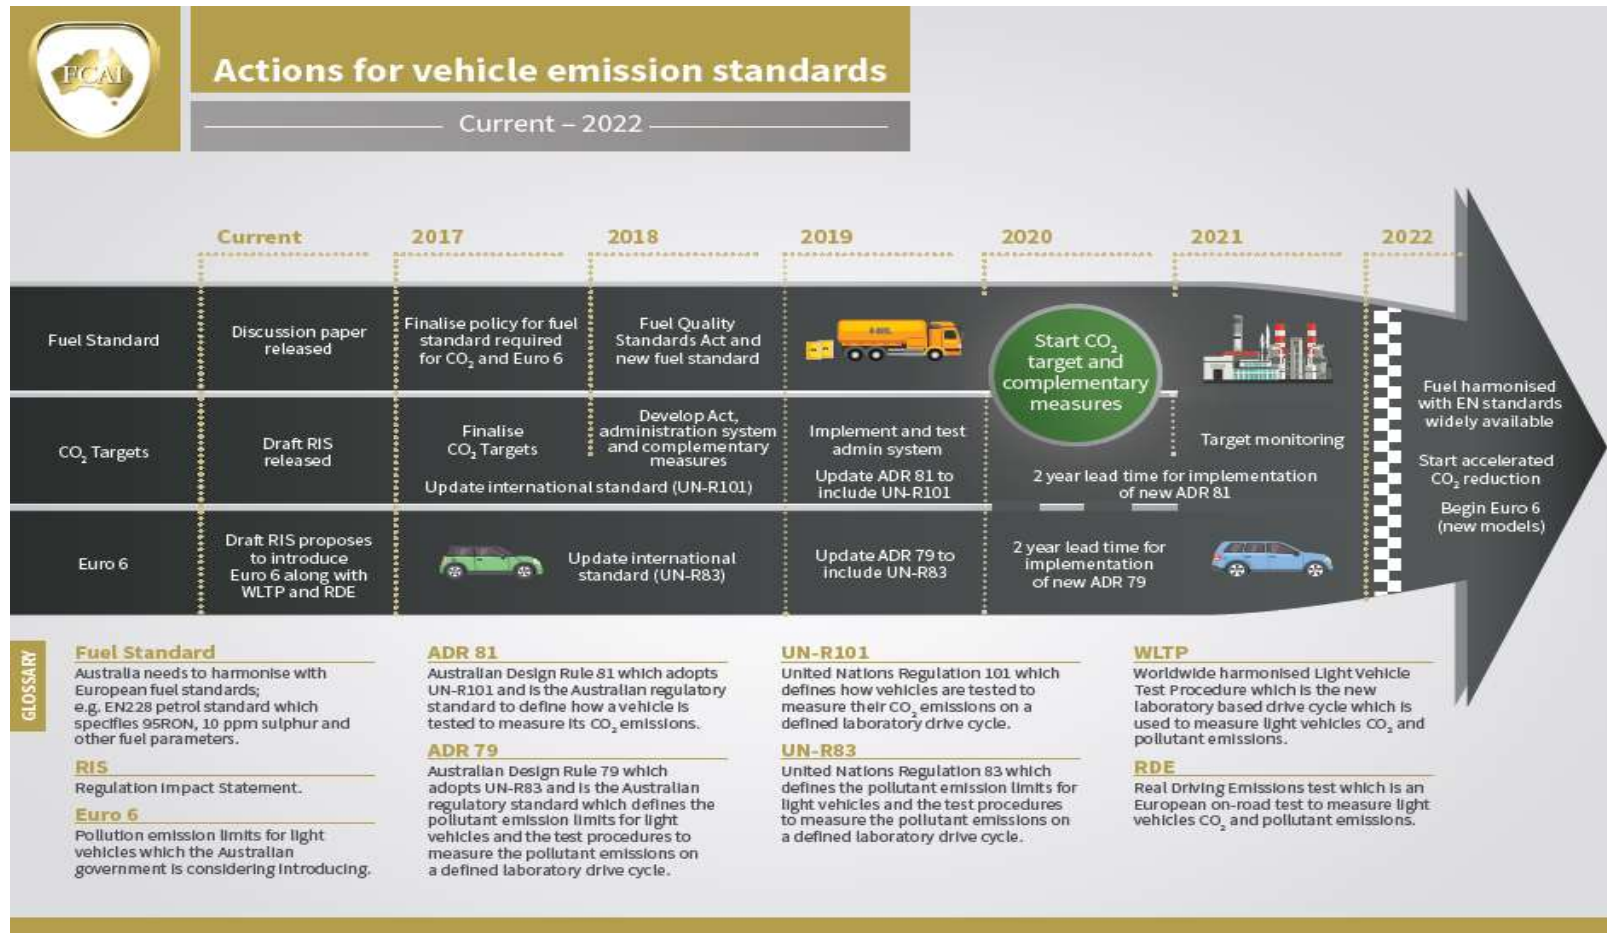 FCAI
Actions for vehicle emission standards
Current – 2022
Current
2017
2018
2019
2020
2021
2022
Fuel Standard
Discussion paper
released
Finalise policy for fuel
standard required
for CO₂ and Euro 6
Fuel Quality
Standards Act and
new fuel standard
Start CO₂
target and
complementary
measures
CO₂ Targets
Draft RIS
released
Finalise
CO₂ Targets
Develop Act,
administration system
and complementary
measures
Update international standard (UN-R101)
Implement and test
admin system
Update ADR 81 to
include UN-R101
2 year lead time for implementation
of new ADR 81
Target monitoring
Euro 6
Draft RIS proposes
to introduce
Euro 6 along with
WLTP and RDE
Update international
standard (UN-R83)
Update ADR 79 to
include UN-R83
2 year lead time for
implementation
of new ADR 79
Fuel harmonised
with EN standards
widely available
Start accelerated
CO₂ reduction
Begin Euro 6
(new models)
GLOSSARY
Fuel Standard
Australia needs to harmonise with
European fuel standards;
e.g. EN228 petrol standard which
specifies 95RON, 10 ppm sulphur and
other fuel parameters.
RIS
Regulation Impact Statement.
Euro 6
Pollution emission limits for light
vehicles which the Australian
government is considering introducing.
ADR 81
Australian Design Rule 81 which adopts
UN-R101 and is the Australian regulatory
standard to define how a vehicle is
tested to measure its CO₂ emissions.
ADR 79
Australian Design Rule 79 which
adopts UN-R83 and is the Australian
regulatory standard which defines the
pollutant emission limits for light
vehicles and the test procedures to
measure the pollutant emissions on
a defined laboratory drive cycle.
UN-R101
United Nations Regulation 101 which
defines how vehicles are tested to
measure their CO₂ emissions on a
defined laboratory drive cycle.
UN-R83
United Nations Regulation 83 which
defines the pollutant emission limits for
light vehicles and the test procedures
to measure the pollutant emissions on
a defined laboratory drive cycle.
WLTP
Worldwide harmonised Light Vehicle
Test Procedure which is the new
laboratory based drive cycle which is
used to measure light vehicles CO₂ and
pollutant emissions.
RDE
Real Driving Emissions test which is an
European on-road test to measure light
vehicles CO₂ and pollutant emissions.